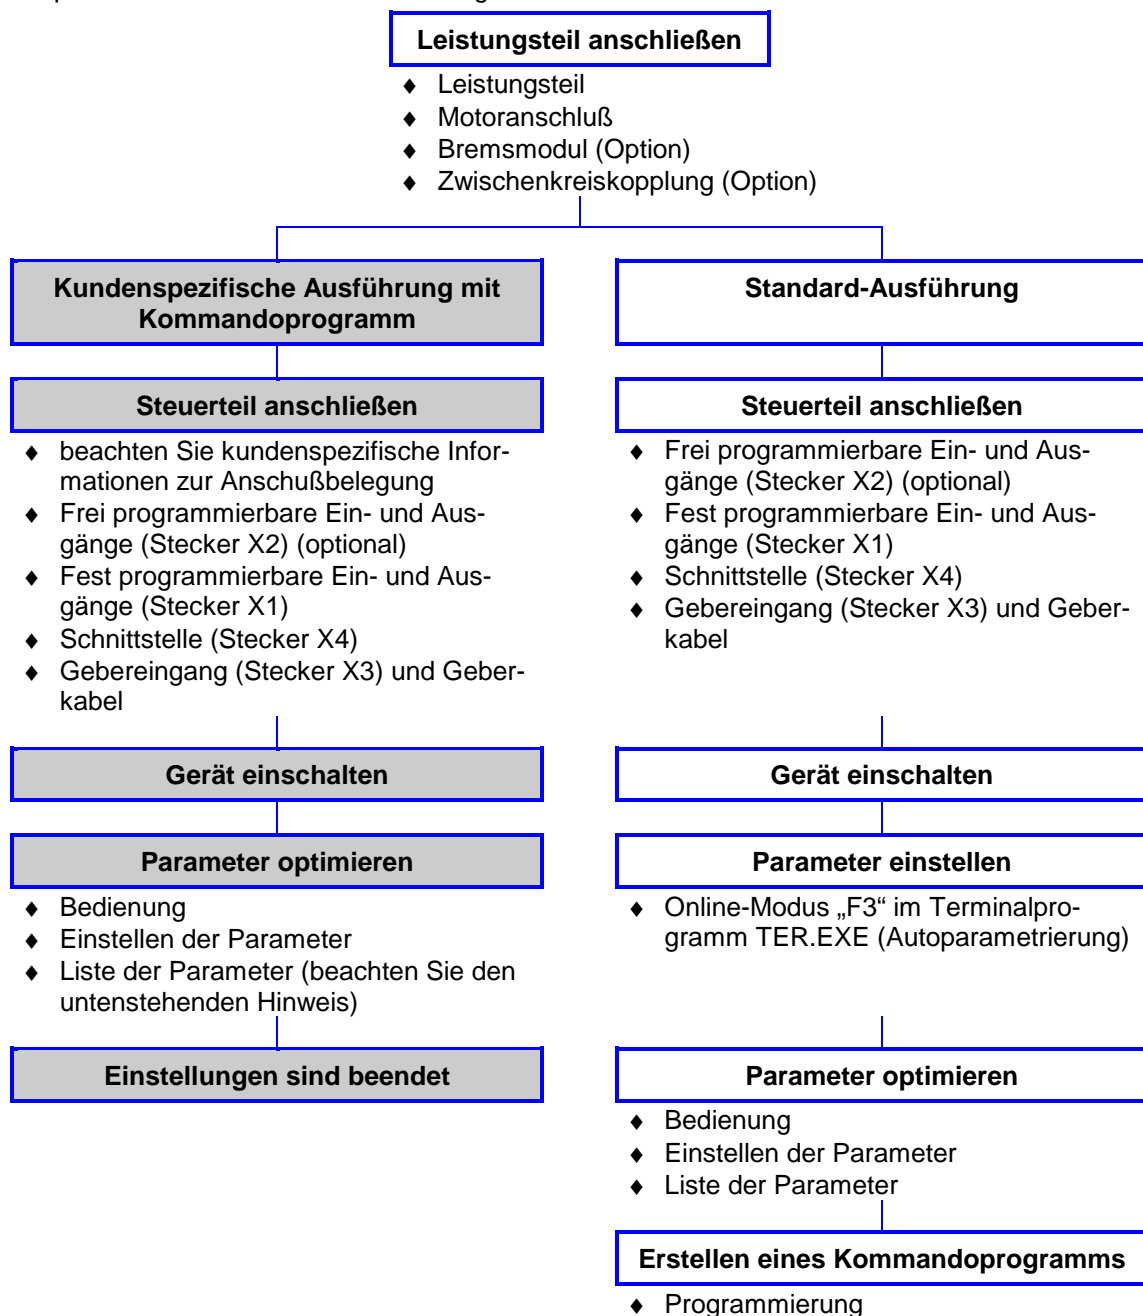 Leistungsteil anschließen
♦ Leistungsteil
♦ Motoranschluß
♦ Bremsmodul (Option)
♦ Zwischenkreiskopplung (Option)
Kundenspezifische Ausführung mit
Kommandoprogramm
Steuerteil anschließen
♦ beachten Sie kundenspezifische Infor-
mationen zur Anschußbelegung
♦ Frei programmierbare Ein- und Aus-
gänge (Stecker X2) (optional)
♦ Fest programmierbare Ein- und Aus-
gänge (Stecker X1)
♦ Schnittstelle (Stecker X4)
♦ Gebereingang (Stecker X3) und Geber-
kabel
Gerät einschalten
Parameter optimieren
♦ Bedienung
♦ Einstellen der Parameter
♦ Liste der Parameter (beachten Sie den
untenstehenden Hinweis)
Einstellungen sind beendet
Standard-Ausführung
Steuerteil anschließen
♦ Frei programmierbare Ein- und Aus-
gänge (Stecker X2) (optional)
♦ Fest programmierbare Ein- und Aus-
gänge (Stecker X1)
♦ Schnittstelle (Stecker X4)
♦ Gebereingang (Stecker X3) und Geber-
kabel
Gerät einschalten
Parameter einstellen
♦ Online-Modus „F3“ im Terminalpro-
gramm TER.EXE (Autoparametrierung)
Parameter optimieren
♦ Bedienung
♦ Einstellen der Parameter
♦ Liste der Parameter
Erstellen eines Kommandoprogramms
♦ Programmierung